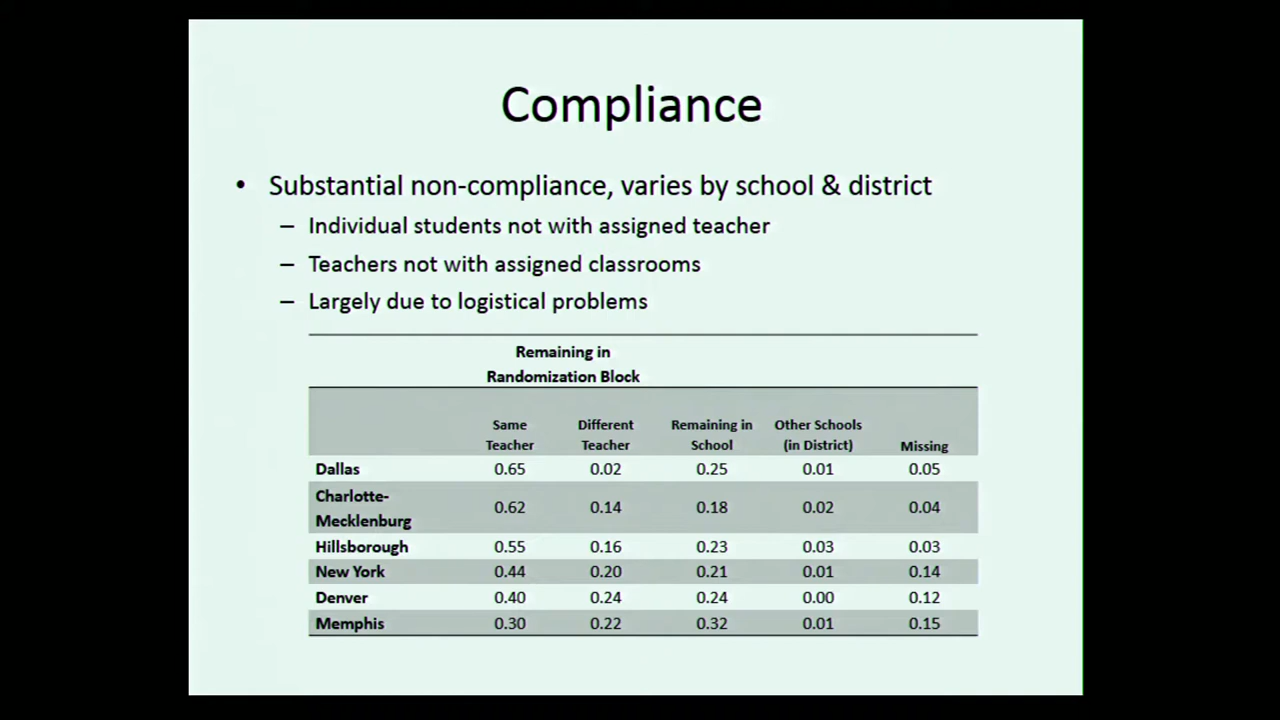 Compliance
• Substantial non-compliance, varies by school & district
– Individual students not with assigned teacher
– Teachers not with assigned classrooms
– Largely due to logistical problems
Remaining in
Randomization Block
Same Different Remaining in Other Schools
Teacher Teacher School (in District) Missing
Dallas 0.65 0.02 0.25 0.01 0.05
Charlotte-
Mecklenburg 0.62 0.14 0.18 0.02 0.04
Hillsborough 0.55 0.16 0.23 0.03 0.03
New York 0.44 0.20 0.21 0.01 0.14
Denver 0.40 0.24 0.24 0.00 0.12
Memphis 0.30 0.22 0.32 0.01 0.15